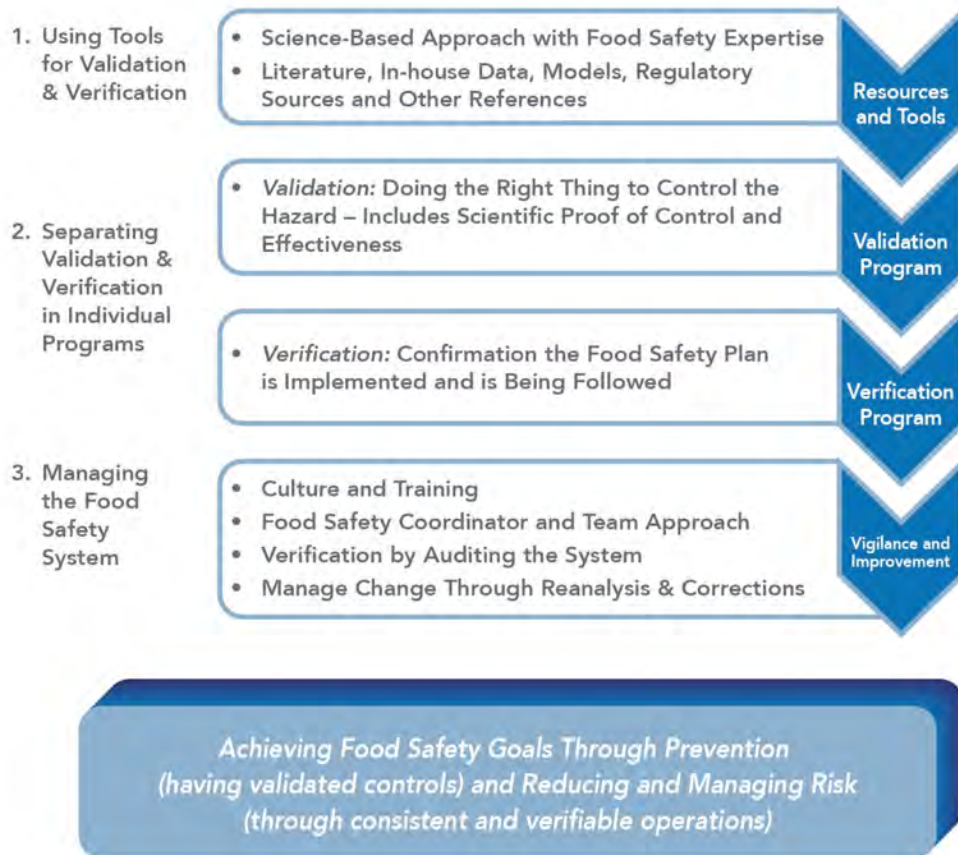 1. Using Tools
for Validation
& Verification
• Science-Based Approach with Food Safety Expertise
• Literature, In-house Data, Models, Regulatory
Sources and Other References
Resources
and Tools
2. Separating
Validation &
Verification
in Individual
Programs
• Validation: Doing the Right Thing to Control the
Hazard – Includes Scientific Proof of Control and
Effectiveness
Validation
Program
• Verification: Confirmation the Food Safety Plan
is Implemented and is Being Followed
Verification
Program
3. Managing
the Food
Safety
System
• Culture and Training
• Food Safety Coordinator and Team Approach
• Verification by Auditing the System
• Manage Change Through Reanalysis & Corrections
Vigilance and
Improvement
Achieving Food Safety Goals Through Prevention
(having validated controls) and Reducing and Managing Risk
(through consistent and verifiable operations)